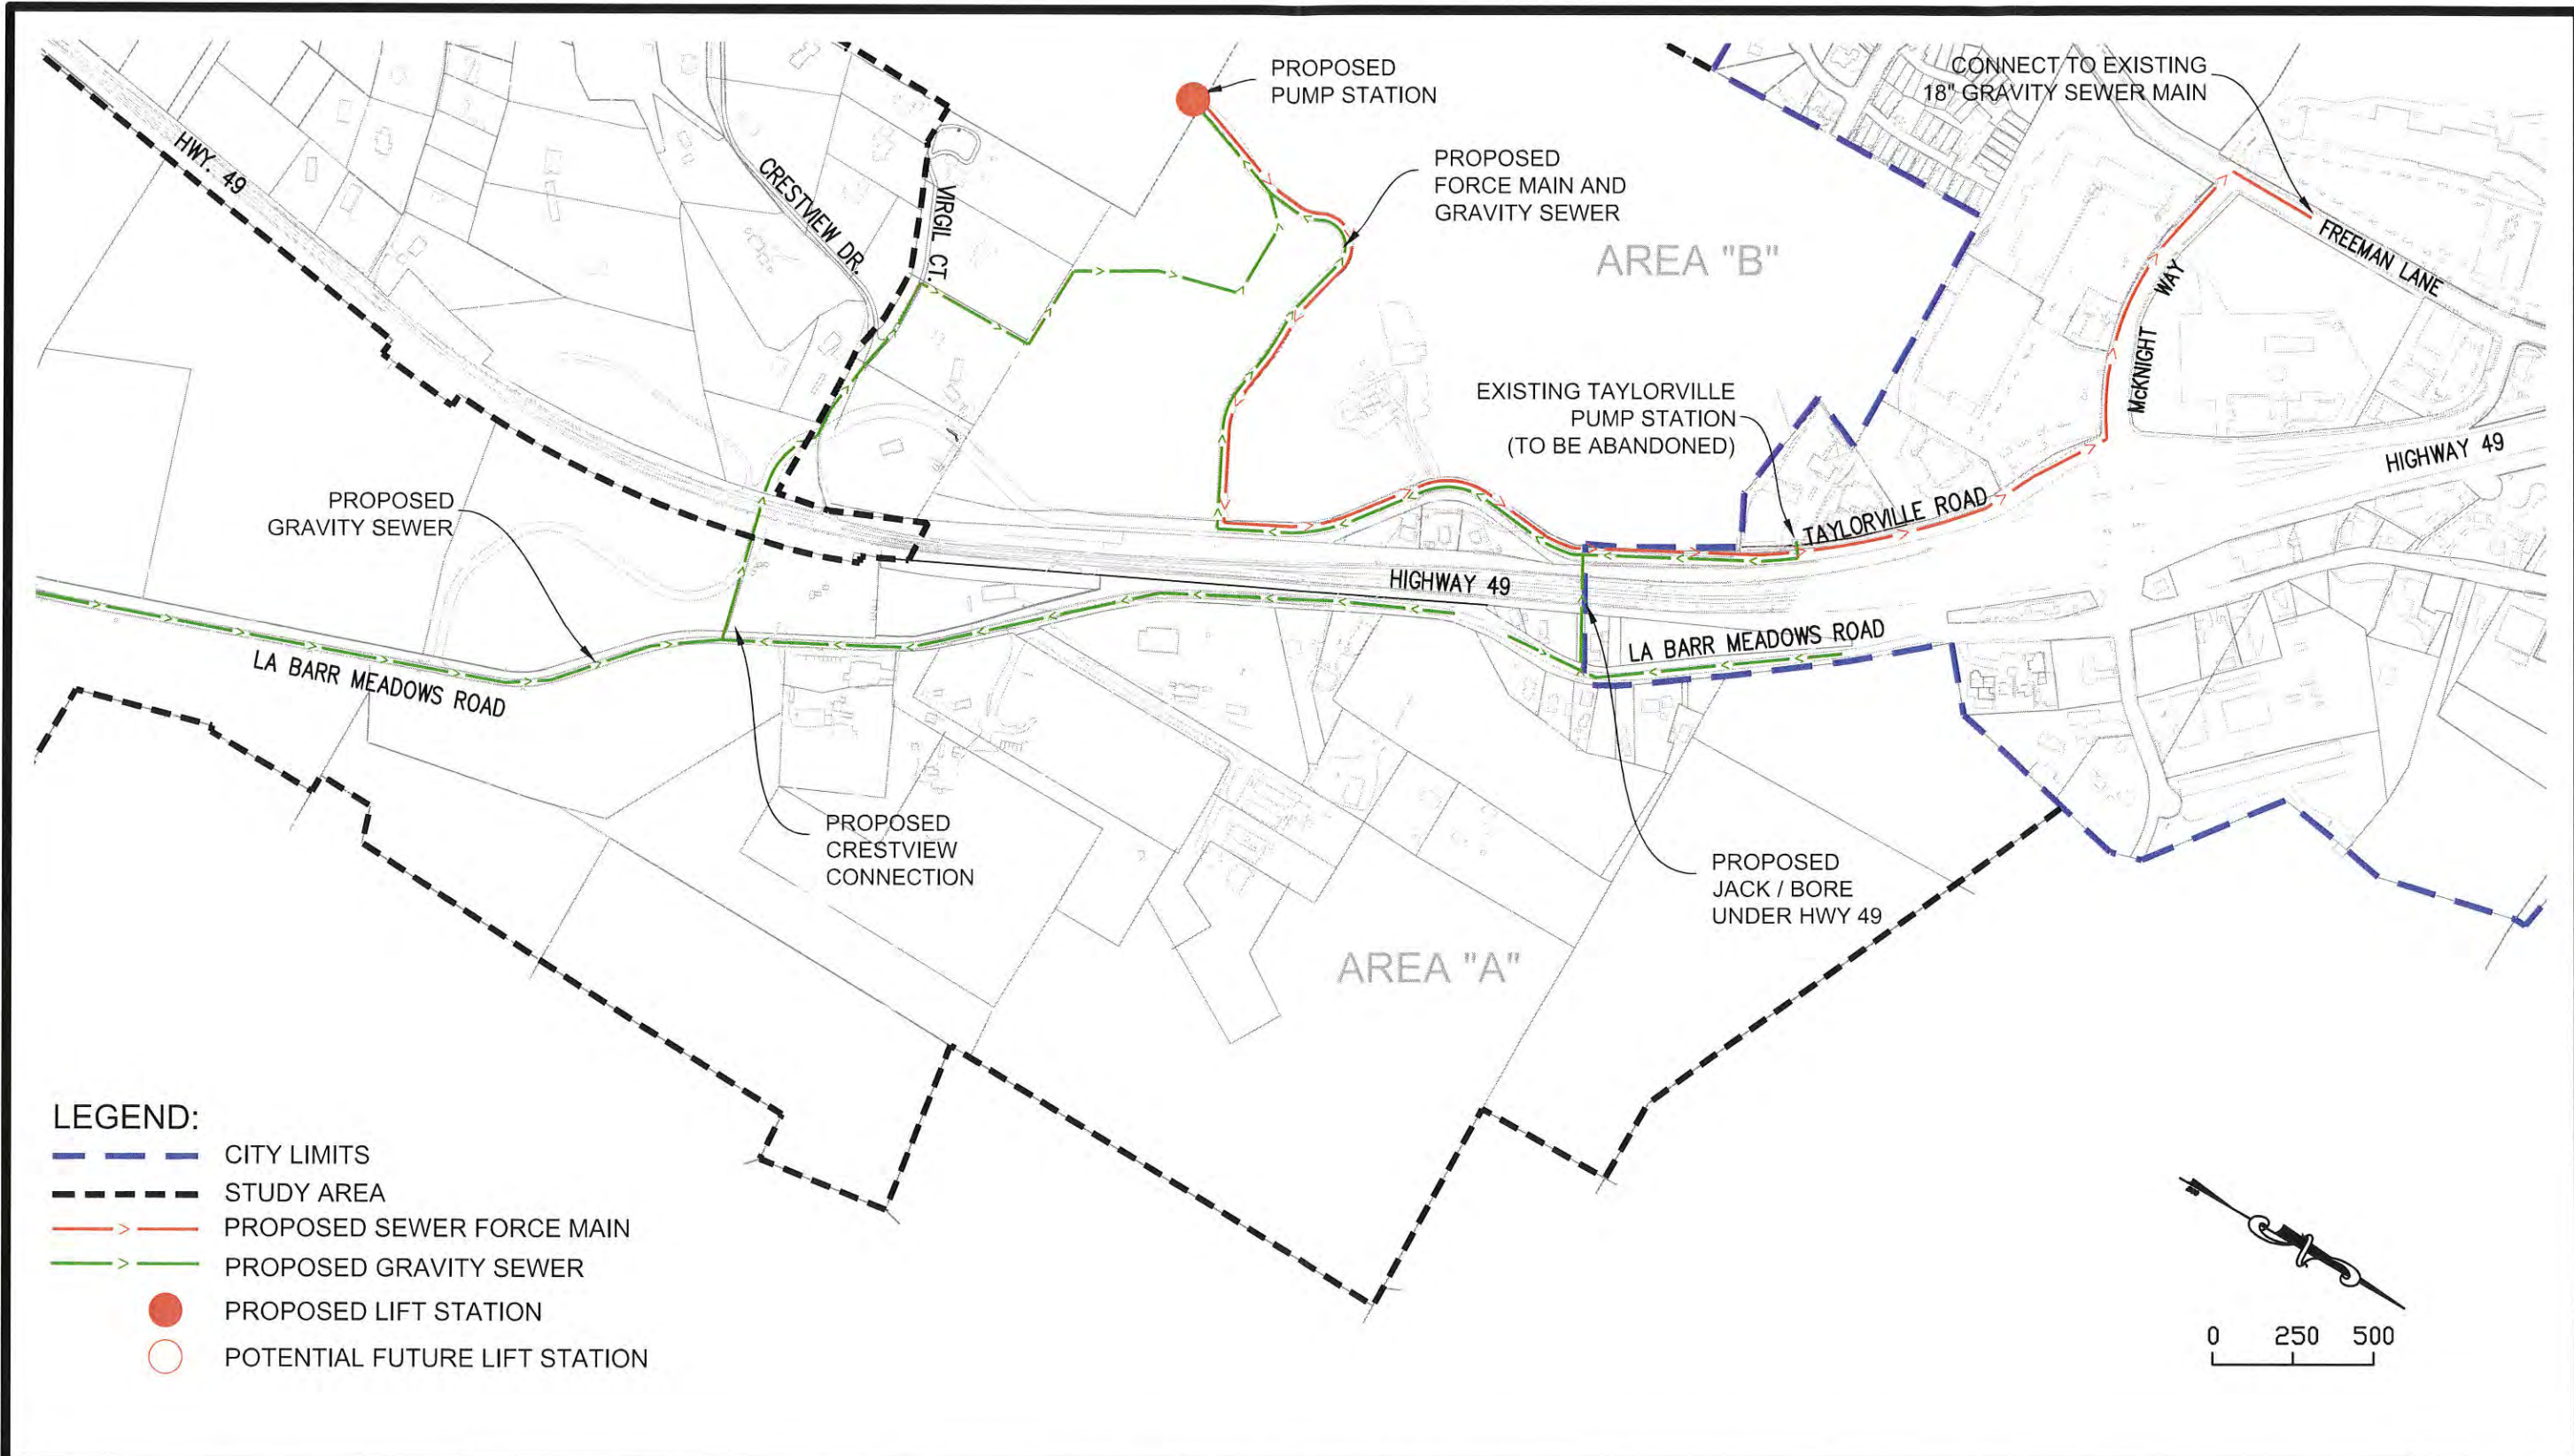 PROPOSED
PUMP STATION
CONNECT TO EXISTING
18" GRAVITY SEWER MAIN
HWY. 49
CRESTVIEW DR.
VIRGIL CT.
PROPOSED
FORCE MAIN AND
GRAVITY SEWER
AREA "B"
FREEMAN LANE
McKNIGHT WAY
EXISTING TAYLORVILLE
PUMP STATION
(TO BE ABANDONED)
HIGHWAY 49
PROPOSED
GRAVITY SEWER
TAYLORVILLE ROAD
HIGHWAY 49
LA BARR MEADOWS ROAD
LA BARR MEADOWS ROAD
PROPOSED
CRESTVIEW
CONNECTION
PROPOSED
JACK / BORE
UNDER HWY 49
AREA "A"
LEGEND:
CITY LIMITS
STUDY AREA
PROPOSED SEWER FORCE MAIN
PROPOSED GRAVITY SEWER
PROPOSED LIFT STATION
POTENTIAL FUTURE LIFT STATION
0 250 500